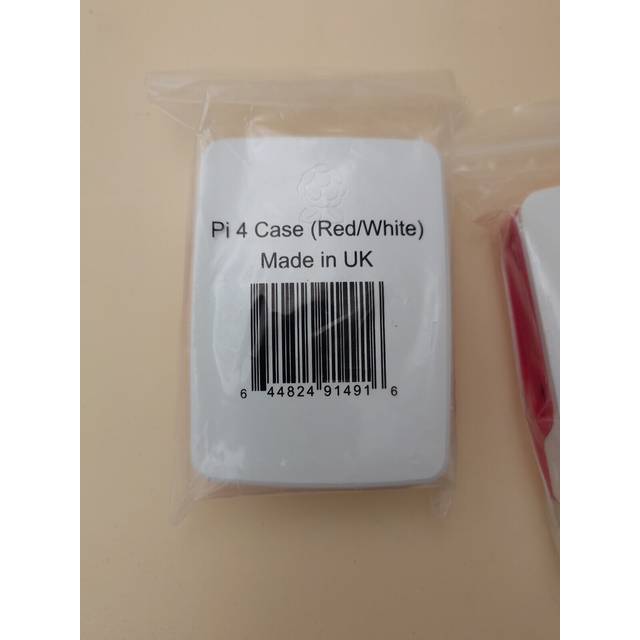 Pi 4 Case (Red/White)
Made in UK
6 44824 91491 6